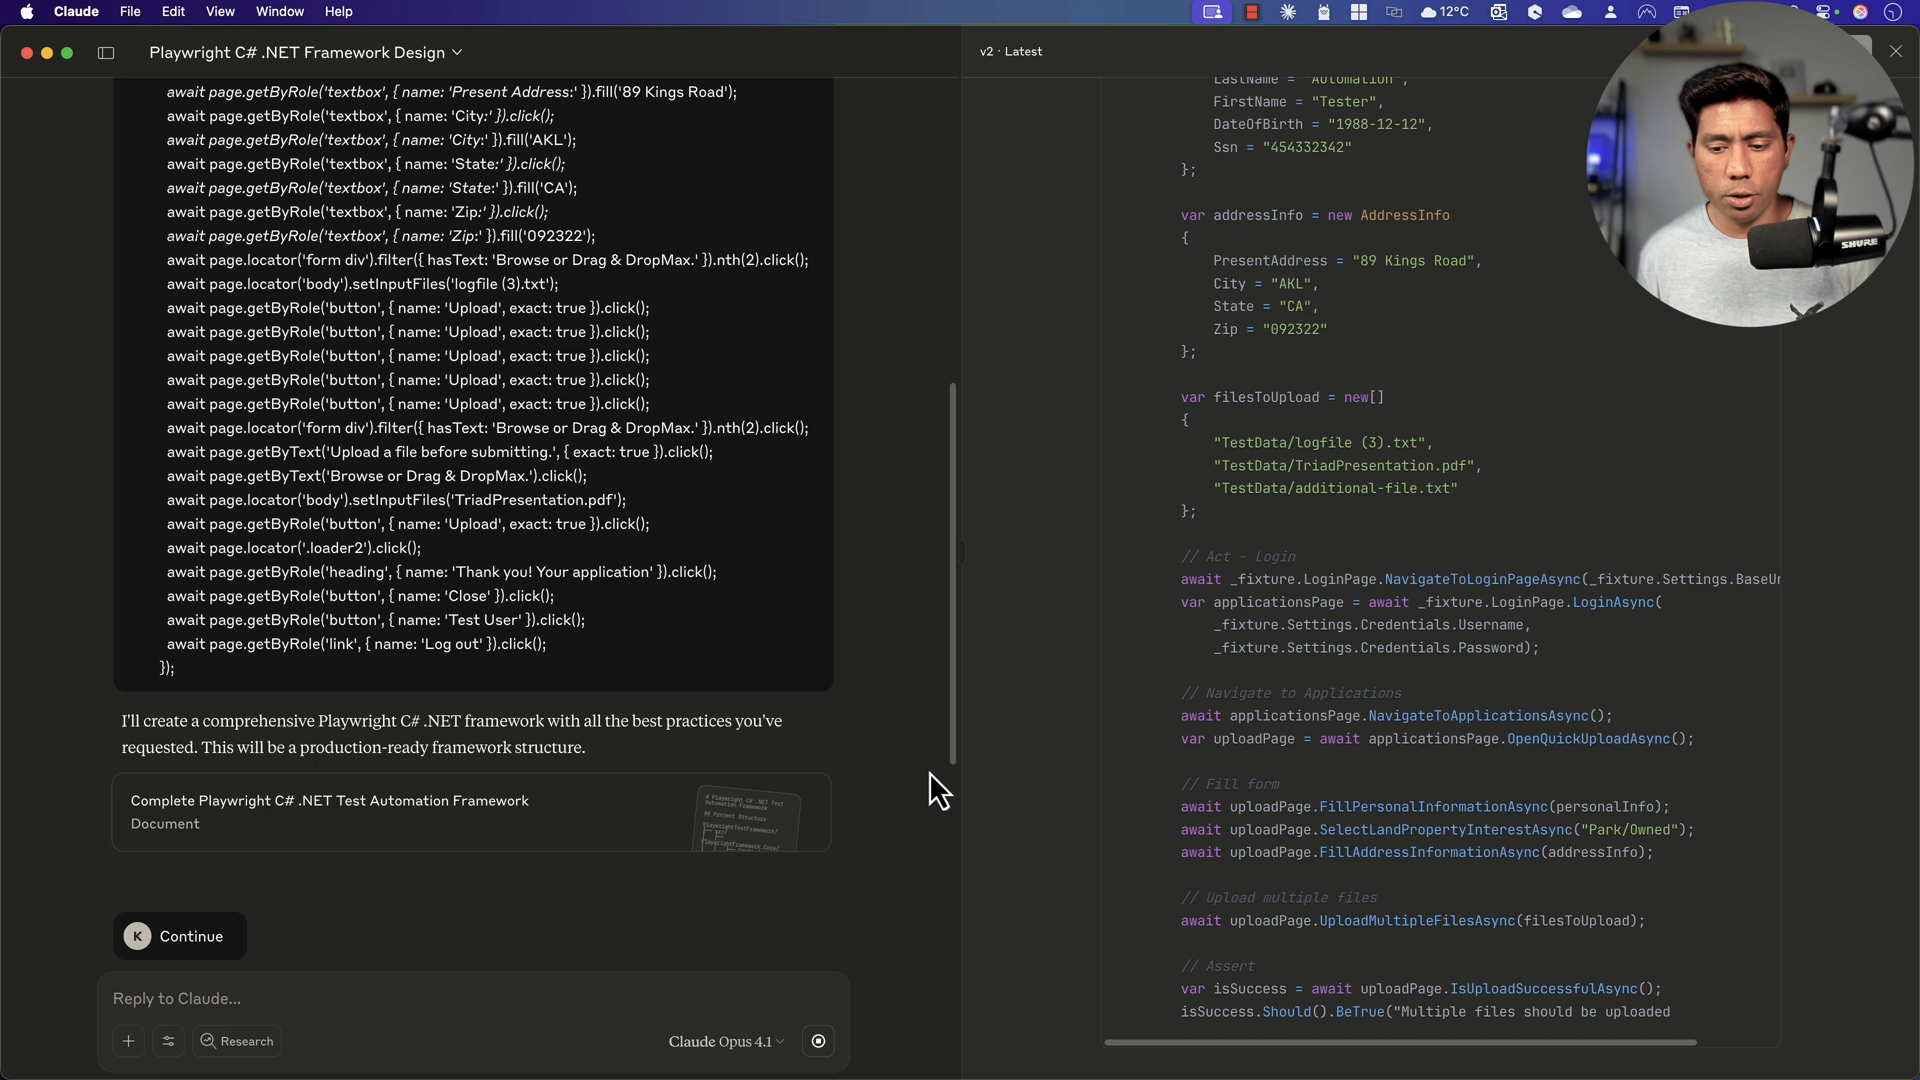 Claude File Edit View Window Help
12°C
Playwright C# .NET Framework Design
v2 · Latest
await page.getByRole('textbox', { name: 'Present Address:' }).fill('89 Kings Road');
await page.getByRole('textbox', { name: 'City:' }).click();
await page.getByRole('textbox', { name: 'City:' }).fill('AKL');
await page.getByRole('textbox', { name: 'State:' }).click();
await page.getByRole('textbox', { name: 'State:' }).fill('CA');
await page.getByRole('textbox', { name: 'Zip:' }).click();
await page.getByRole('textbox', { name: 'Zip:' }).fill('092322');
await page.locator('form div').filter({ hasText: 'Browse or Drag & DropMax.' }).nth(2).click();
await page.locator('body').setInputFiles('logfile (3).txt');
await page.getByRole('button', { name: 'Upload', exact: true }).click();
await page.getByRole('button', { name: 'Upload', exact: true }).click();
await page.getByRole('button', { name: 'Upload', exact: true }).click();
await page.getByRole('button', { name: 'Upload', exact: true }).click();
await page.getByRole('button', { name: 'Upload', exact: true }).click();
await page.locator('form div').filter({ hasText: 'Browse or Drag & DropMax.' }).nth(2).click();
await page.getByText('Upload a file before submitting.', { exact: true }).click();
await page.getByText('Browse or Drag & DropMax.').click();
await page.locator('body').setInputFiles('TriadPresentation.pdf');
await page.getByRole('button', { name: 'Upload', exact: true }).click();
await page.locator('.loader2').click();
await page.getByRole('heading', { name: 'Thank you! Your application' }).click();
await page.getByRole('button', { name: 'Close' }).click();
await page.getByRole('button', { name: 'Test User' }).click();
await page.getByRole('link', { name: 'Log out' }).click();
});
I'll create a comprehensive Playwright C# .NET framework with all the best practices you've
requested. This will be a production-ready framework structure.
Complete Playwright C# .NET Test Automation Framework
Document
# Playwright C# .NET Test
Automation Framework
## Project Structure
PlaywrightTestFramework/
src/
PlaywrightFramework.Core/
K Continue
Reply to Claude...
Research
Claude Opus 4.1
LastName = "Automation",
FirstName = "Tester",
DateOfBirth = "1988-12-12",
Ssn = "454332342"
};
var addressInfo = new AddressInfo
{
PresentAddress = "89 Kings Road",
City = "AKL",
State = "CA",
Zip = "092322"
};
var filesToUpload = new[]
{
"TestData/logfile (3).txt",
"TestData/TriadPresentation.pdf",
"TestData/additional-file.txt"
};
// Act - Login
await _fixture.LoginPage.NavigateToLoginPageAsync(_fixture.Settings.BaseUr
var applicationsPage = await _fixture.LoginPage.LoginAsync(
_fixture.Settings.Credentials.Username,
_fixture.Settings.Credentials.Password);
// Navigate to Applications
await applicationsPage.NavigateToApplicationsAsync();
var uploadPage = await applicationsPage.OpenQuickUploadAsync();
// Fill form
await uploadPage.FillPersonalInformationAsync(personalInfo);
await uploadPage.SelectLandPropertyInterestAsync("Park/Owned");
await uploadPage.FillAddressInformationAsync(addressInfo);
// Upload multiple files
await uploadPage.UploadMultipleFilesAsync(filesToUpload);
// Assert
var isSuccess = await uploadPage.IsUploadSuccessfulAsync();
isSuccess.Should().BeTrue("Multiple files should be uploaded
SHURE